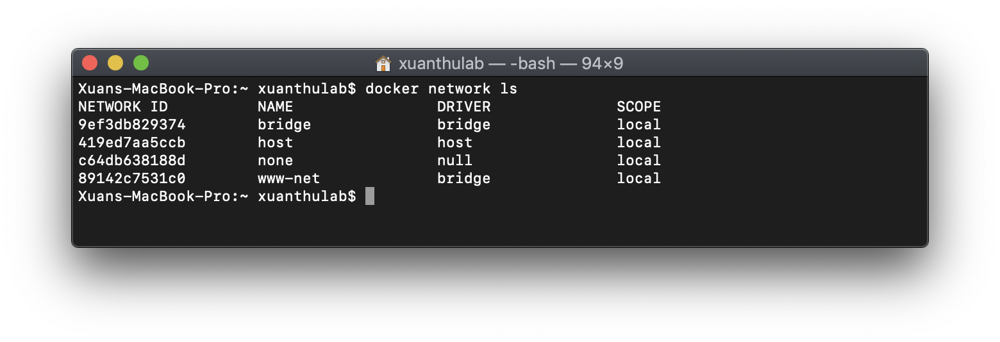 xuanthulab — -bash — 94×9
Xuans-MacBook-Pro:~ xuanthulab$ docker network ls
NETWORK ID NAME DRIVER SCOPE
9ef3db829374 bridge bridge local
419ed7aa5ccb host host local
c64db638188d none null local
89142c7531c0 www-net bridge local
Xuans-MacBook-Pro:~ xuanthulab$